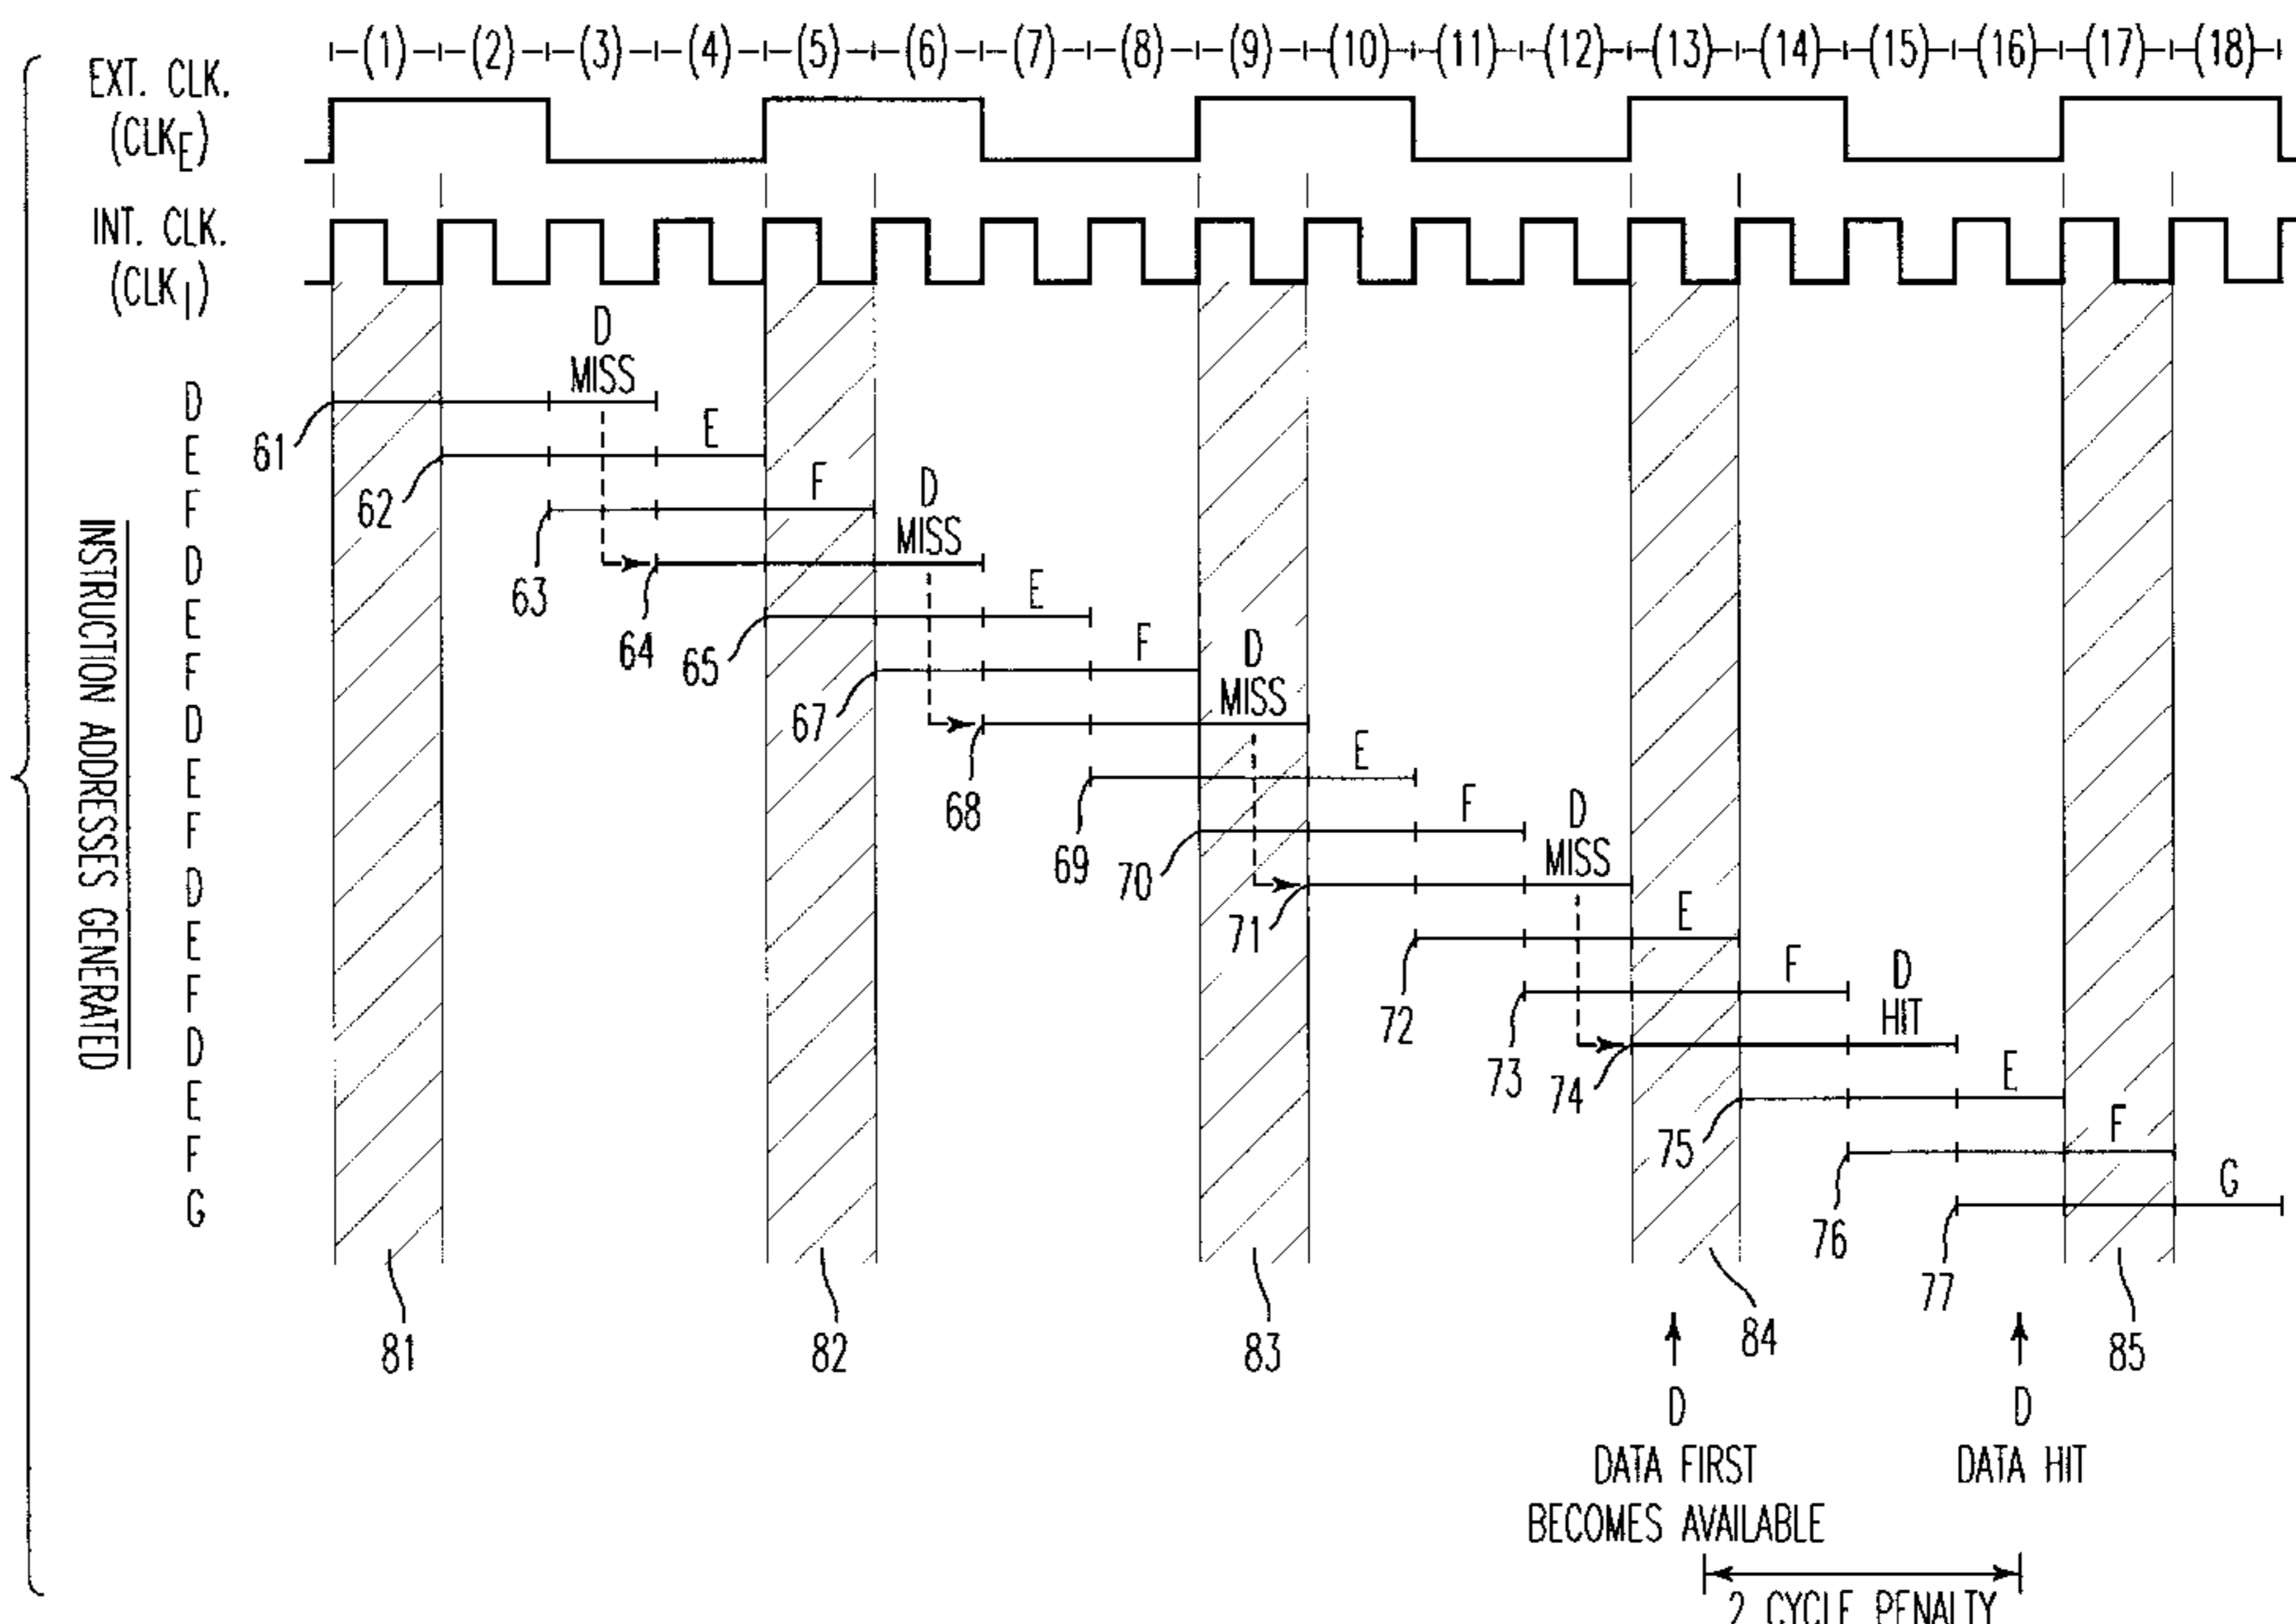 (1) (2) (3) (4) (5) (6) (7) (8) (9) (10) (11) (12) (13) (14) (15) (16) (17) (18)
EXT. CLK.
(CLKE)
INT. CLK.
(CLKI)
INSTRUCTION ADDRESSES GENERATED
D
MISS
D
61
E
E
62
F
F
63
D
MISS
D
64
E
E
65
F
F
67
D
MISS
D
68
E
E
69
F
F
70
D
MISS
D
71
E
E
72
F
F
73
D
HIT
D
74
E
E
75
F
F
76
G
G
77
81
82
83
84
85
D
DATA FIRST
BECOMES AVAILABLE
D
DATA HIT
2 CYCLE PENALTY